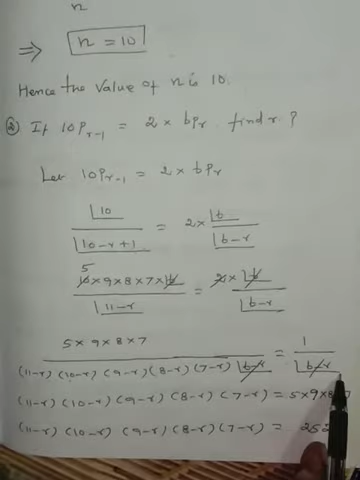 n
⇒ n = 10
Hence the value of n is 10.
② If 10Pr-1 = 2 × 6Pr. find r ?
Let 10Pr-1 = 2 × 6Pr
⌊10 / ⌊10-r+1 = 2 × ⌊6 / ⌊6-r
5
10 × 9 × 8 × 7 × ⌊6 / ⌊11-r = 2 × ⌊6 / ⌊6-r
5 × 9 × 8 × 7 / (11-r) (10-r) (9-r) (8-r) (7-r) ⌊6-r = 1 / ⌊6-r
(11-r) (10-r) (9-r) (8-r) (7-r) = 5 × 9 × 8 × 7
(11-r) (10-r) (9-r) (8-r) (7-r) = 252